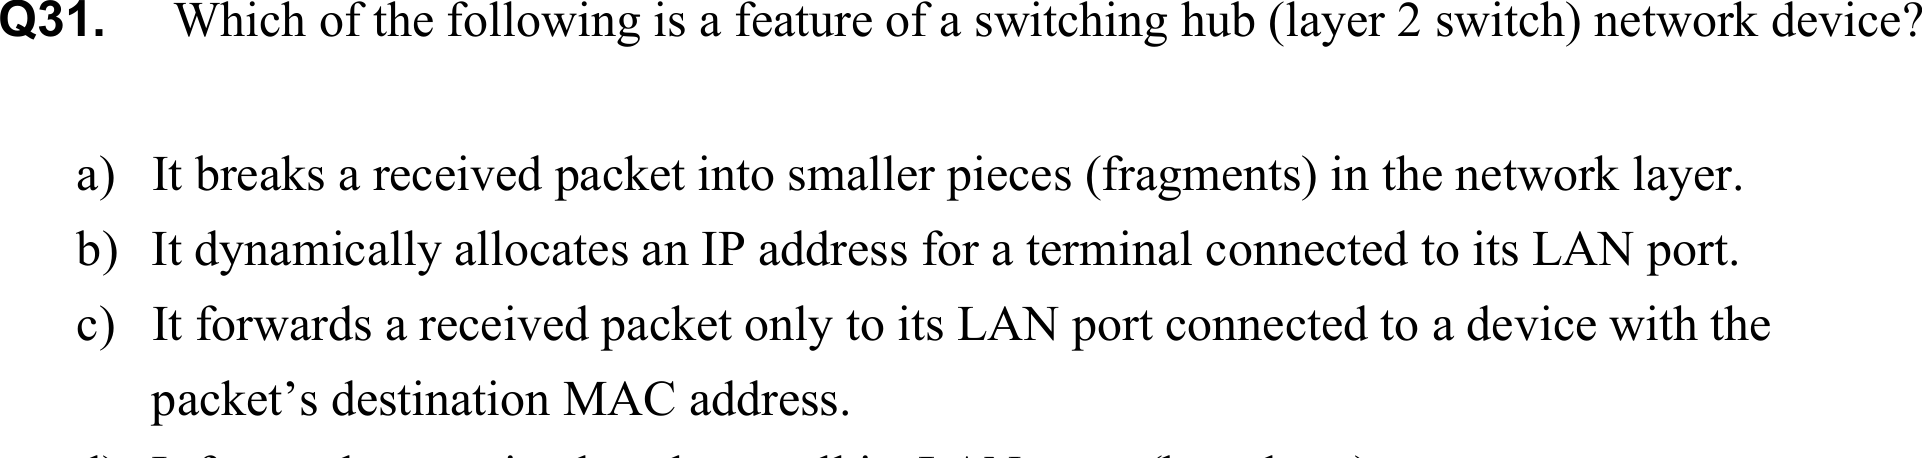 Q31. Which of the following is a feature of a switching hub (layer 2 switch) network device?
a) It breaks a received packet into smaller pieces (fragments) in the network layer.
b) It dynamically allocates an IP address for a terminal connected to its LAN port.
c) It forwards a received packet only to its LAN port connected to a device with the
packet’s destination MAC address.